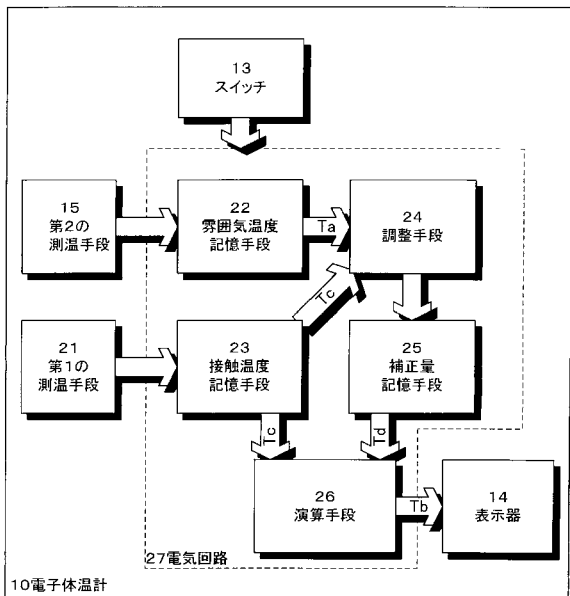 13
スイッチ
15
第2の
測温手段
22
雰囲気温度
記憶手段
Ta
24
調整手段
Tc
21
第1の
測温手段
23
接触温度
記憶手段
25
補正量
記憶手段
Tc
Td
26
演算手段
Tb
14
表示器
27電気回路
10電子体温計